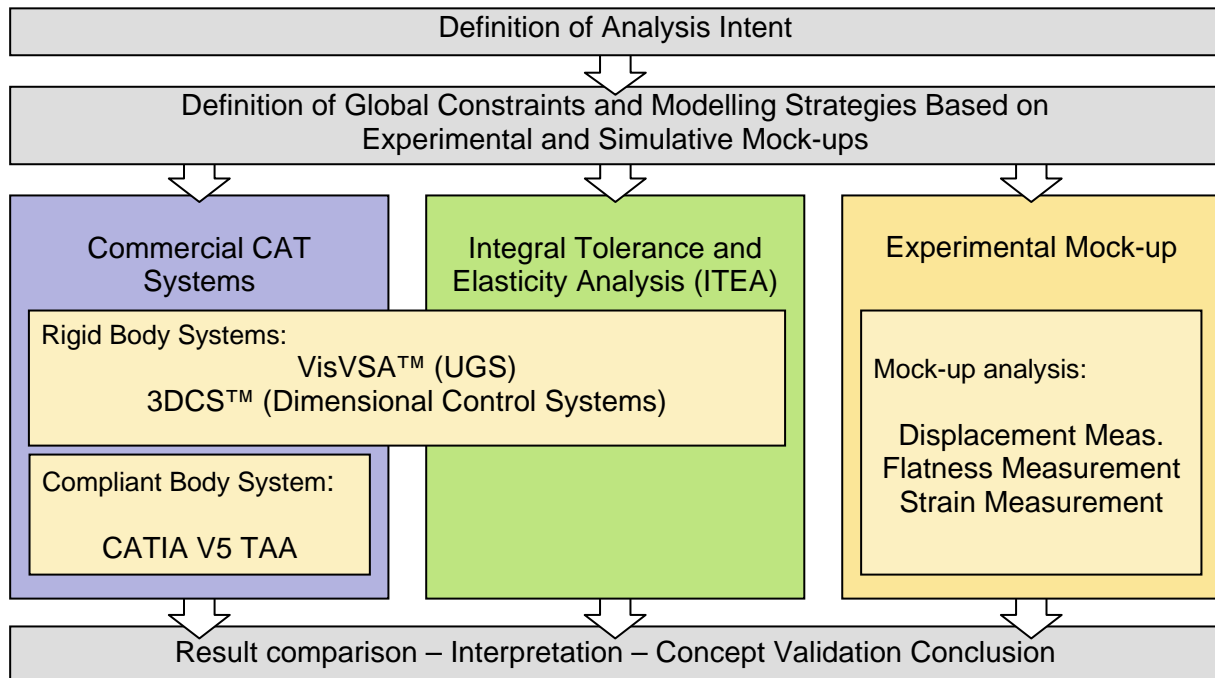 Definition of Analysis Intent
Definition of Global Constraints and Modelling Strategies Based on
Experimental and Simulative Mock-ups
Commercial CAT
Systems
Integral Tolerance and
Elasticity Analysis (ITEA)
Experimental Mock-up
Rigid Body Systems:
VisVSA™ (UGS)
3DCS™ (Dimensional Control Systems)
Compliant Body System:
CATIA V5 TAA
Mock-up analysis:
Displacement Meas.
Flatness Measurement
Strain Measurement
Result comparison – Interpretation – Concept Validation Conclusion